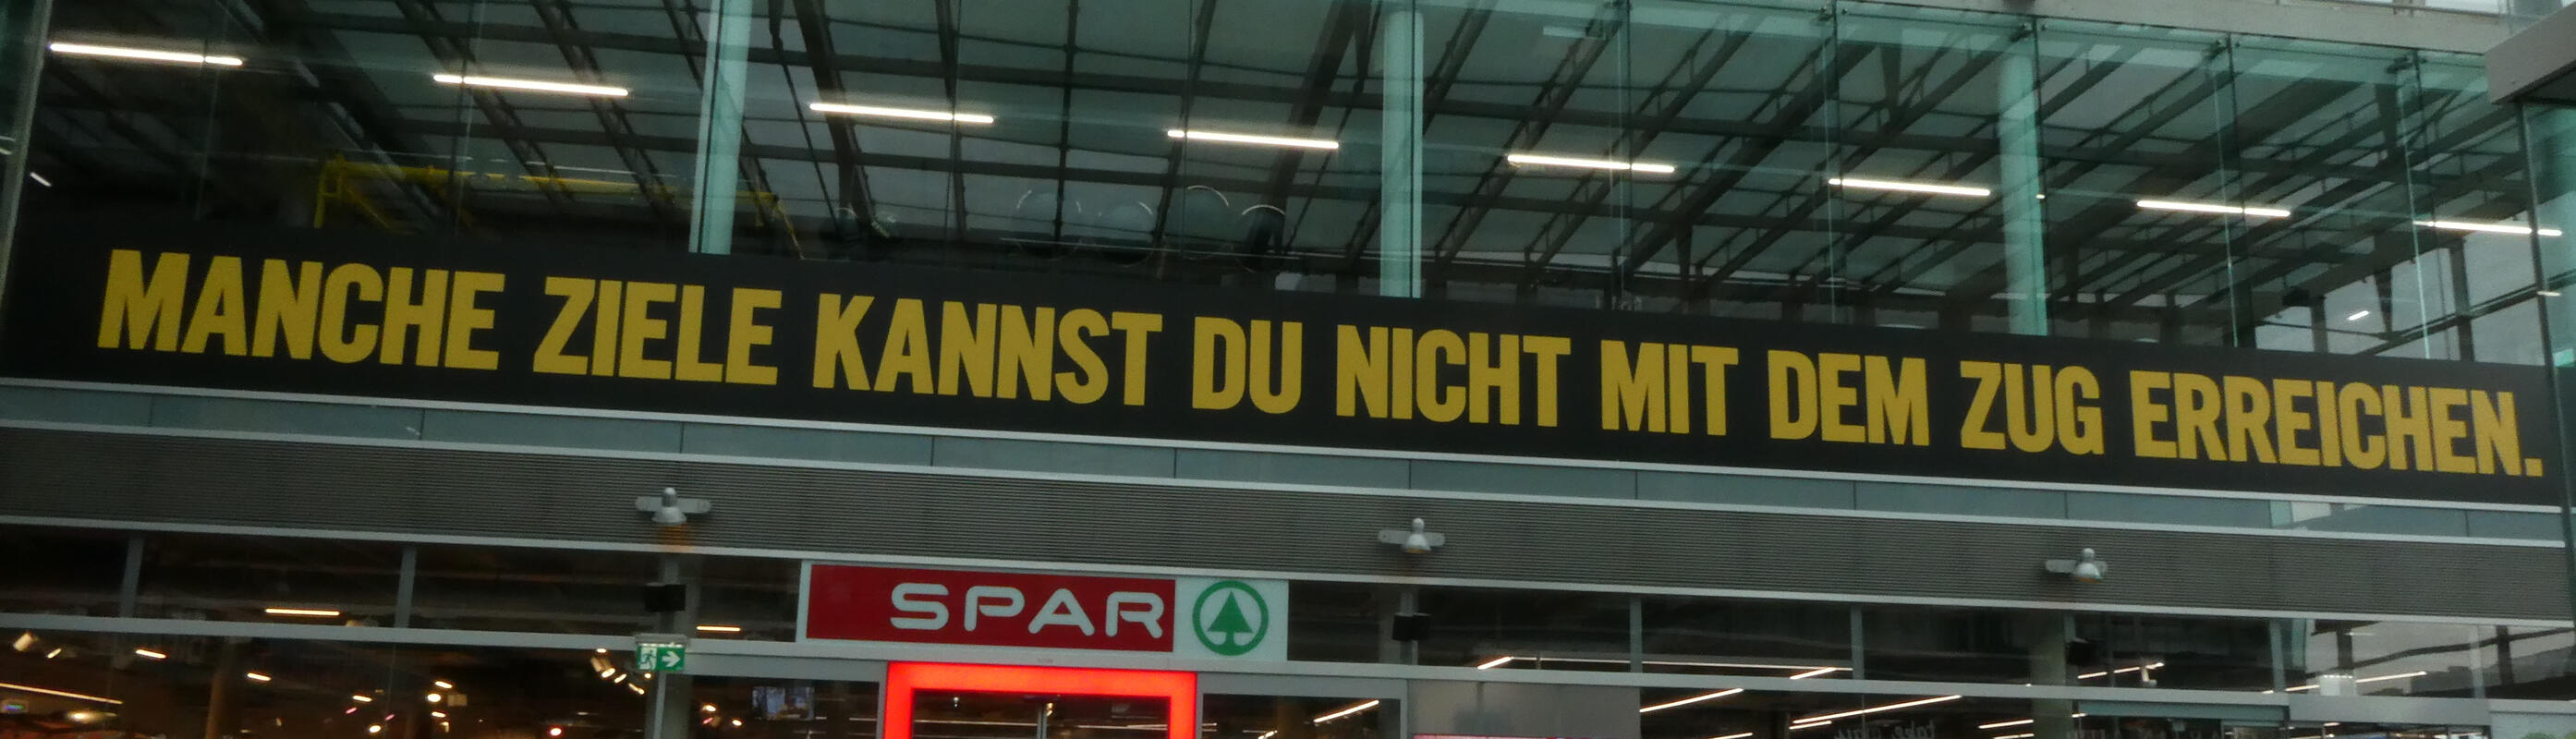 MANCHE ZIELE KANNST DU NICHT MIT DEM ZUG ERREICHEN.
SPAR